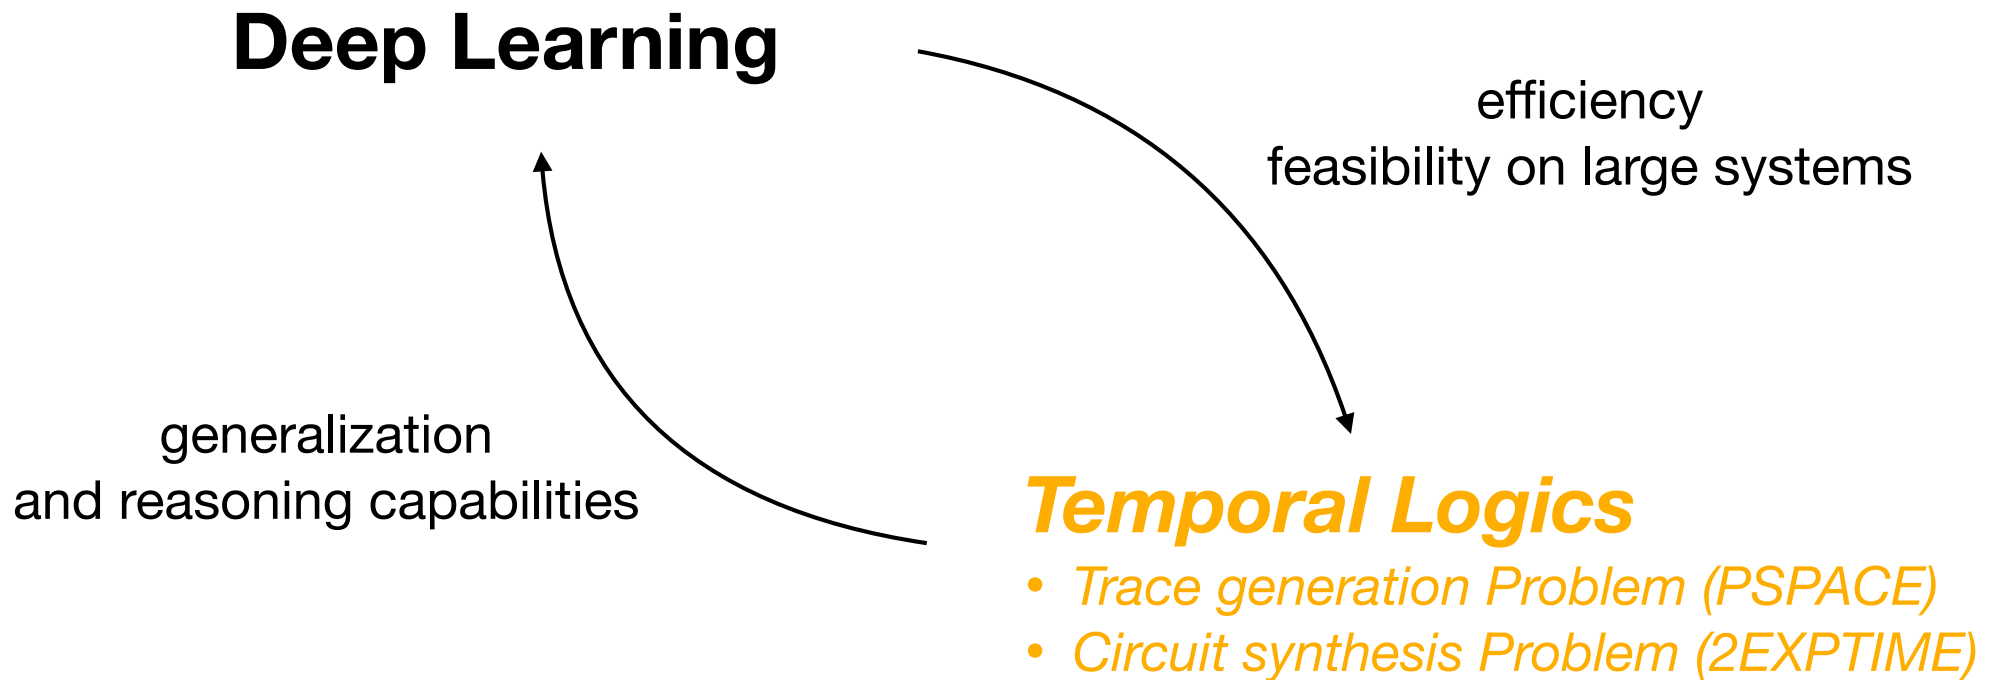 Deep Learning
efficiency
feasibility on large systems
generalization
and reasoning capabilities
Temporal Logics
• Trace generation Problem (PSPACE)
• Circuit synthesis Problem (2EXPTIME)